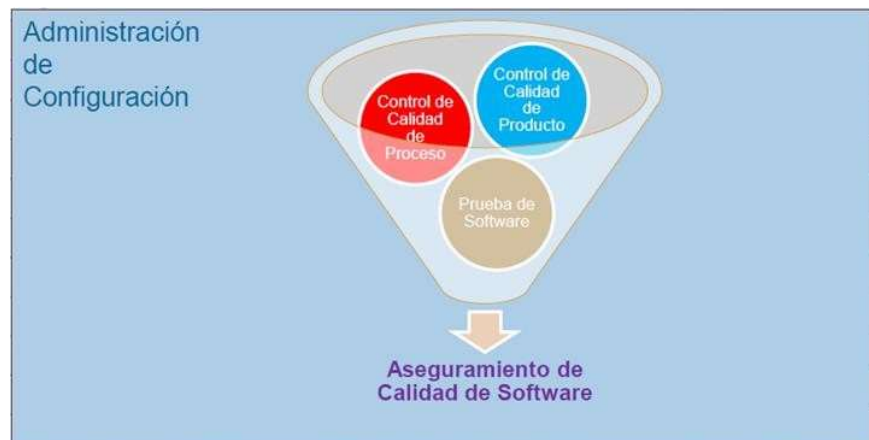 Administración
de
Configuración
Control de
Calidad
de
Proceso
Control de
Calidad
de
Producto
Prueba de
Software
Aseguramiento de
Calidad de Software